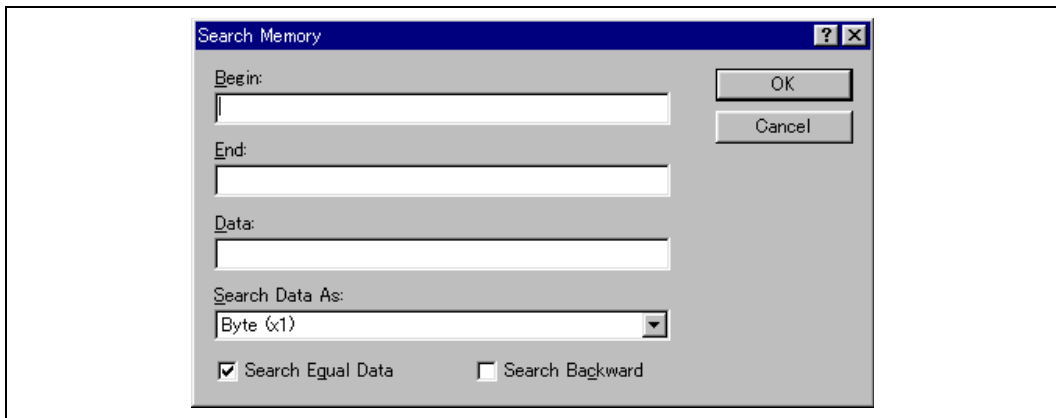 Search Memory
Begin:
OK
Cancel
End:
Data:
Search Data As:
Byte (x1)
Search Equal Data Search Backward